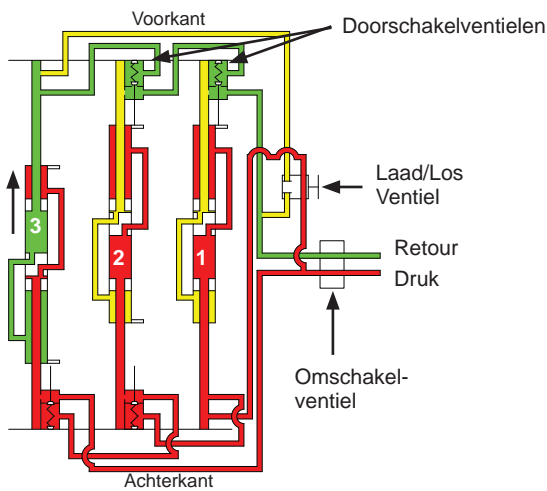 Voorkant
Doorschakelventielen
Laad/Los
Ventiel
3
2
1
Retour
Druk
Omschakel-
ventiel
Achterkant